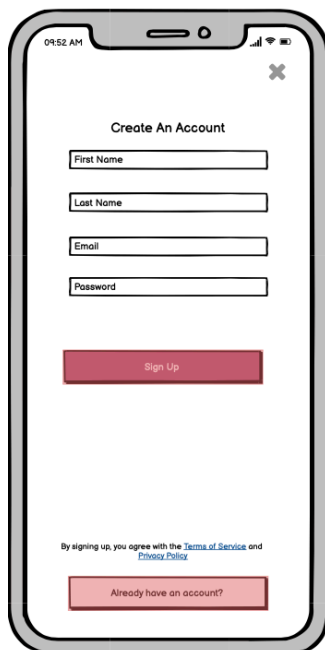 09:52 AM
Create An Account
First Name
Last Name
Email
Password
Sign Up
By signing up, you agree with the Terms of Service and
Privacy Policy
Already have an account?